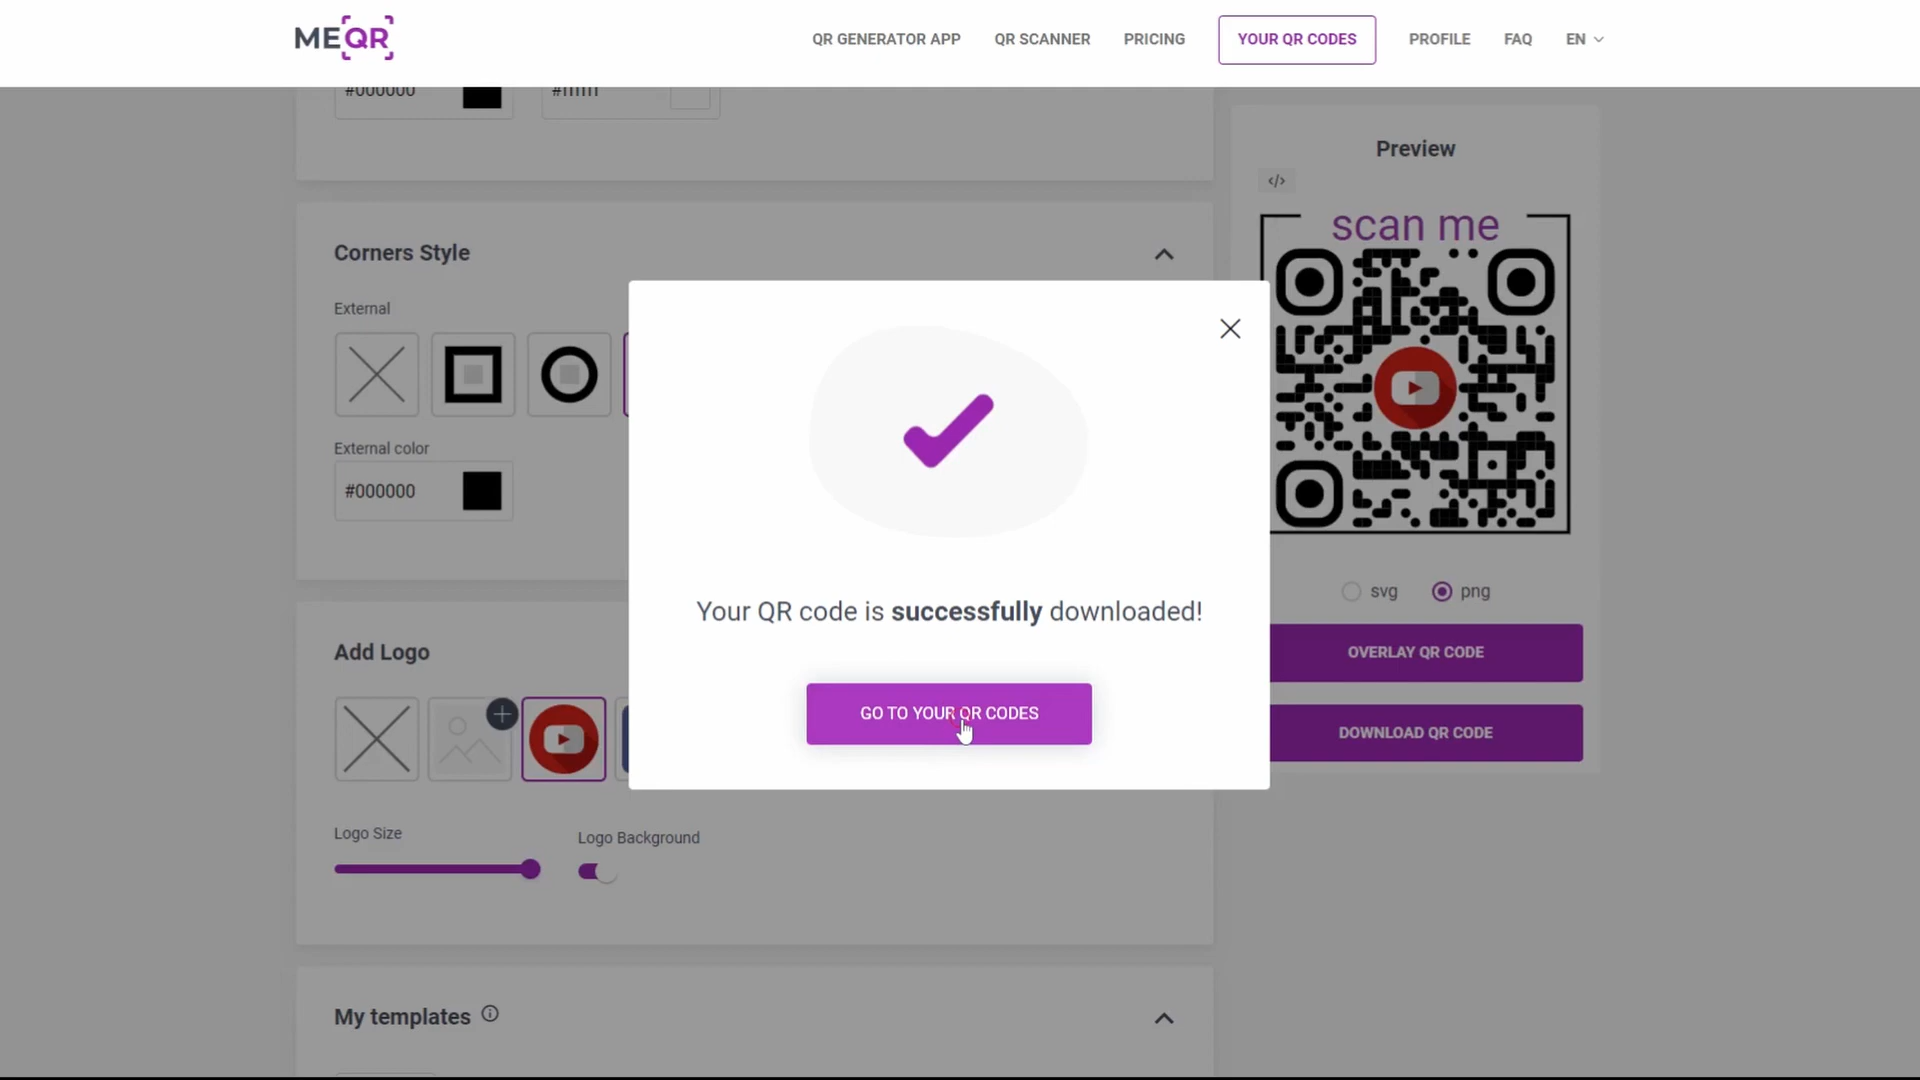 MEQR
QR GENERATOR APP
QR SCANNER
PRICING
YOUR QR CODES
PROFILE
FAQ
EN
#000000
#ffffff
Preview
</>
scan me
Corners Style
External
External color
#000000
Your QR code is successfully downloaded!
GO TO YOUR QR CODES
svg
png
OVERLAY QR CODE
DOWNLOAD QR CODE
Add Logo
Logo Size
Logo Background
My templates